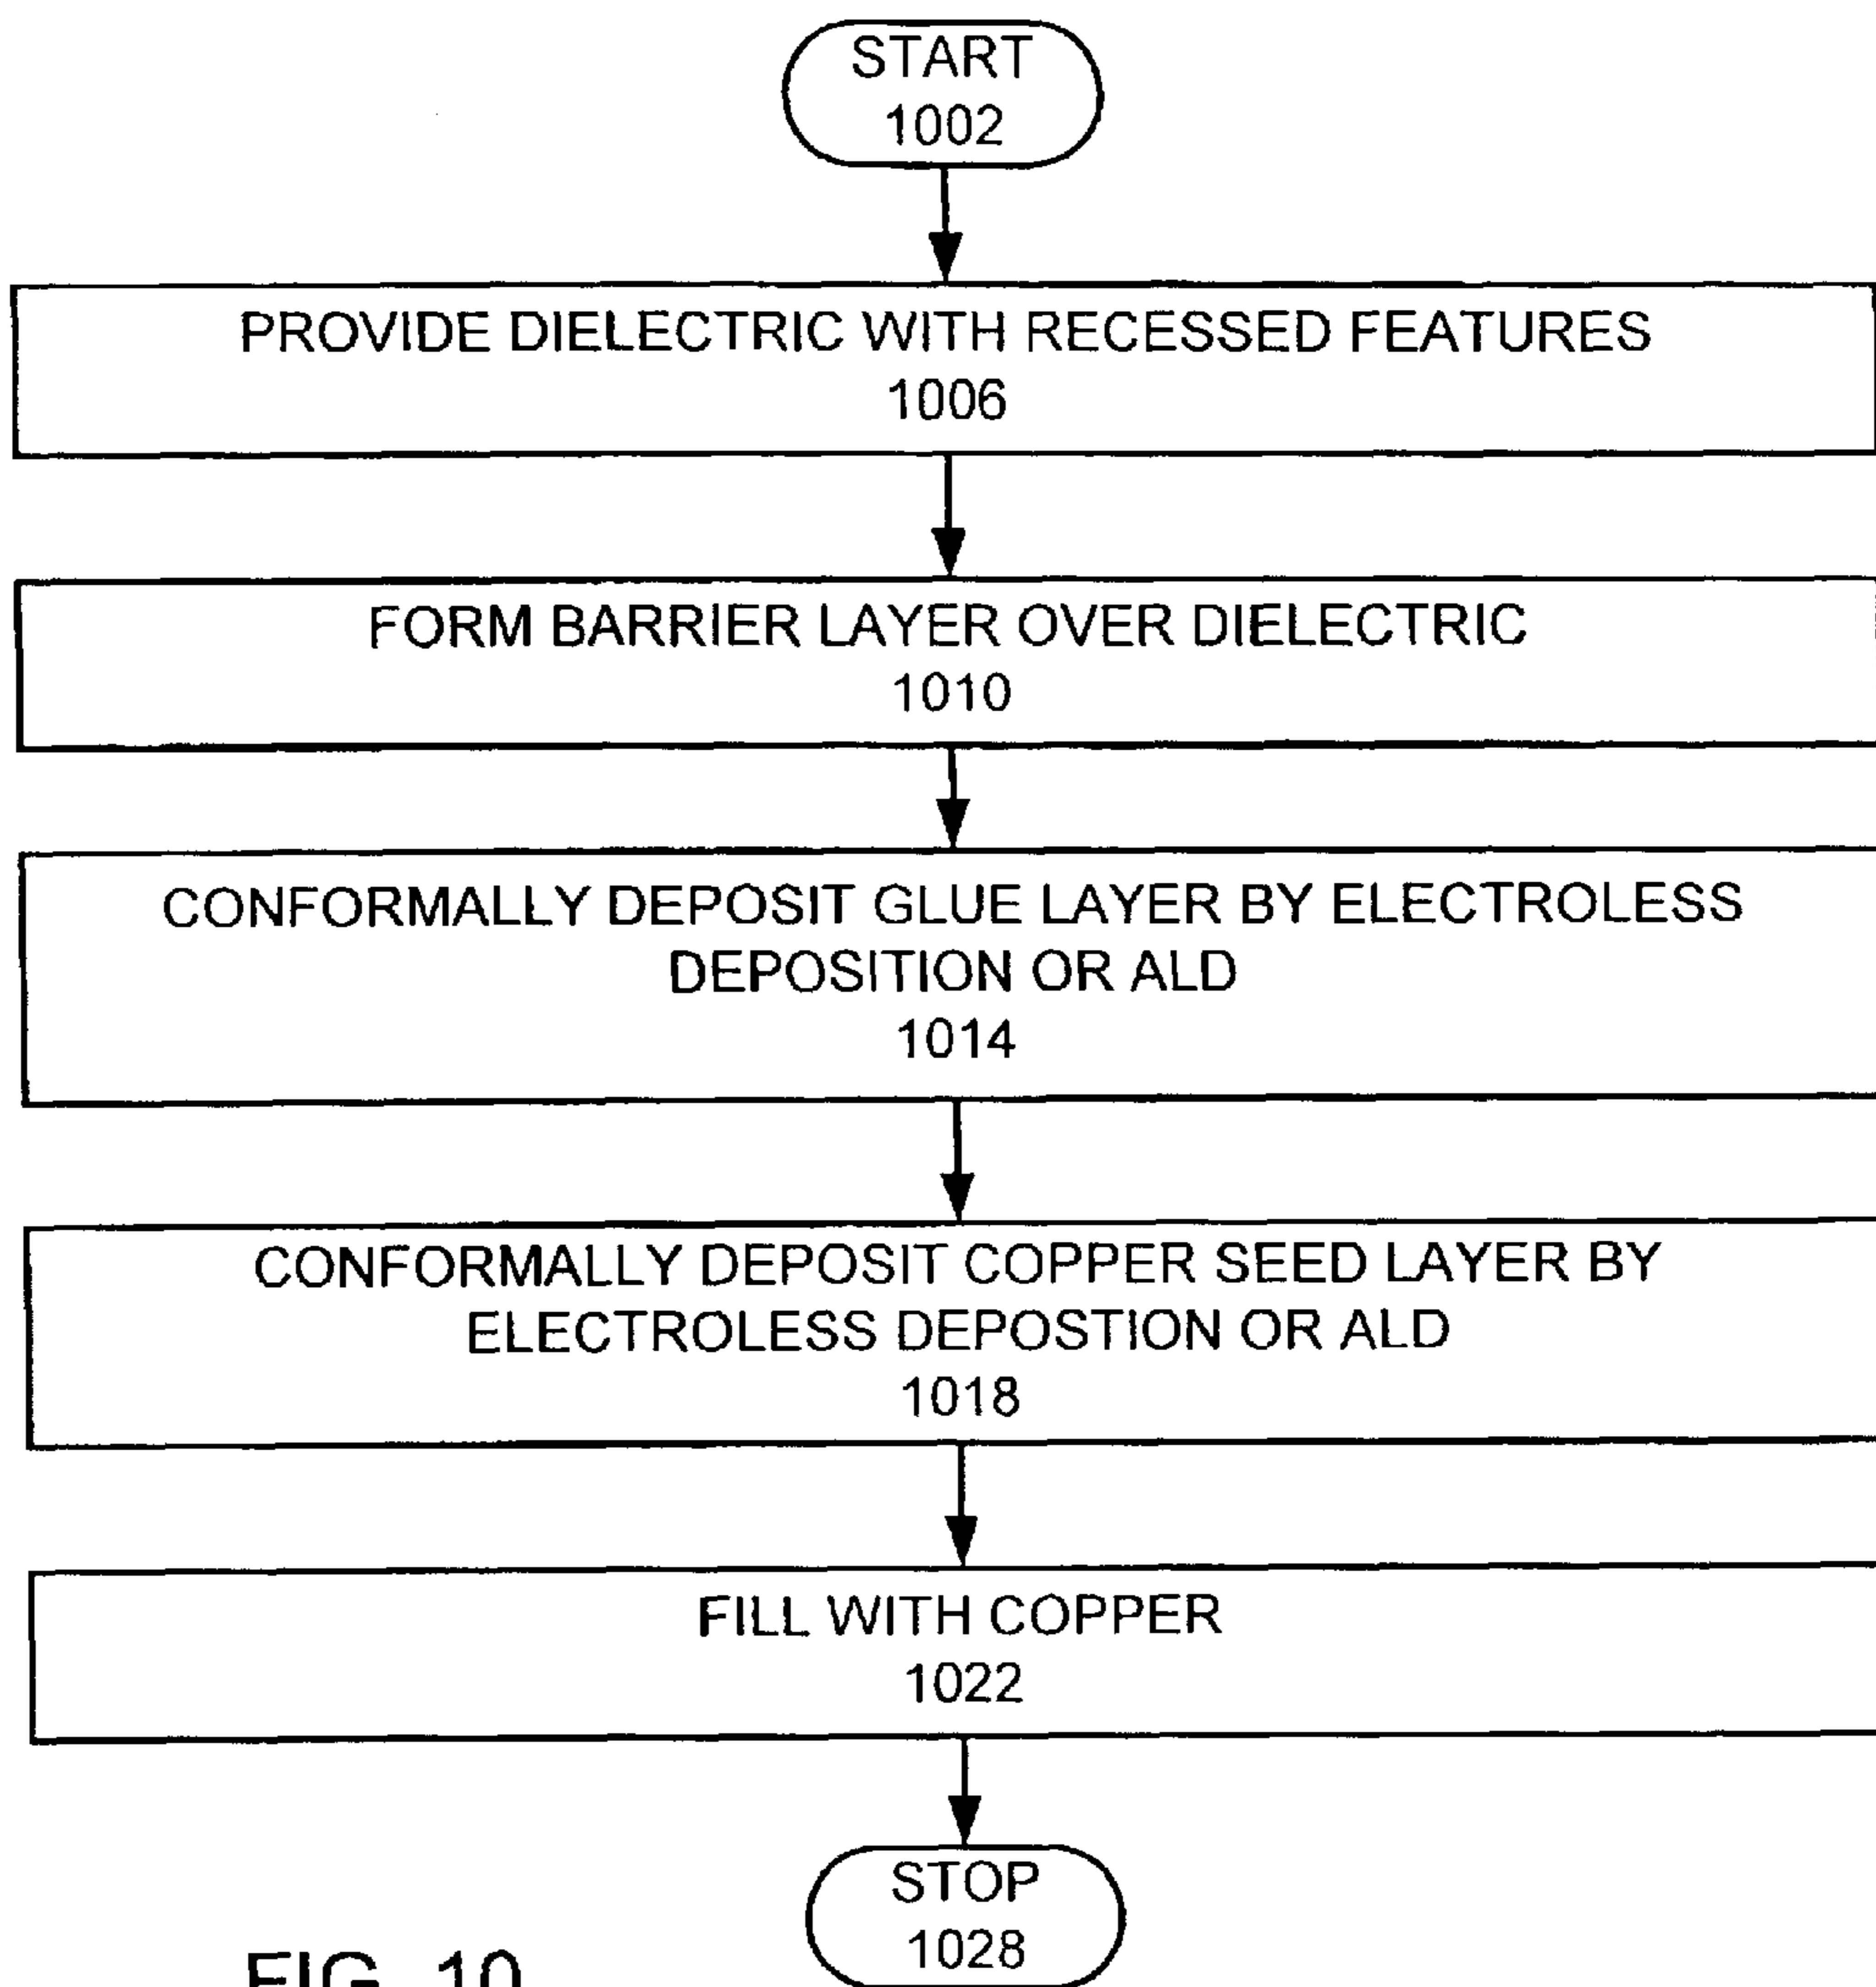 START
1002
PROVIDE DIELECTRIC WITH RECESSED FEATURES
1006
FORM BARRIER LAYER OVER DIELECTRIC
1010
CONFORMALLY DEPOSIT GLUE LAYER BY ELECTROLESS
DEPOSITION OR ALD
1014
CONFORMALLY DEPOSIT COPPER SEED LAYER BY
ELECTROLESS DEPOSTION OR ALD
1018
FILL WITH COPPER
1022
STOP
1028
FIG. 10